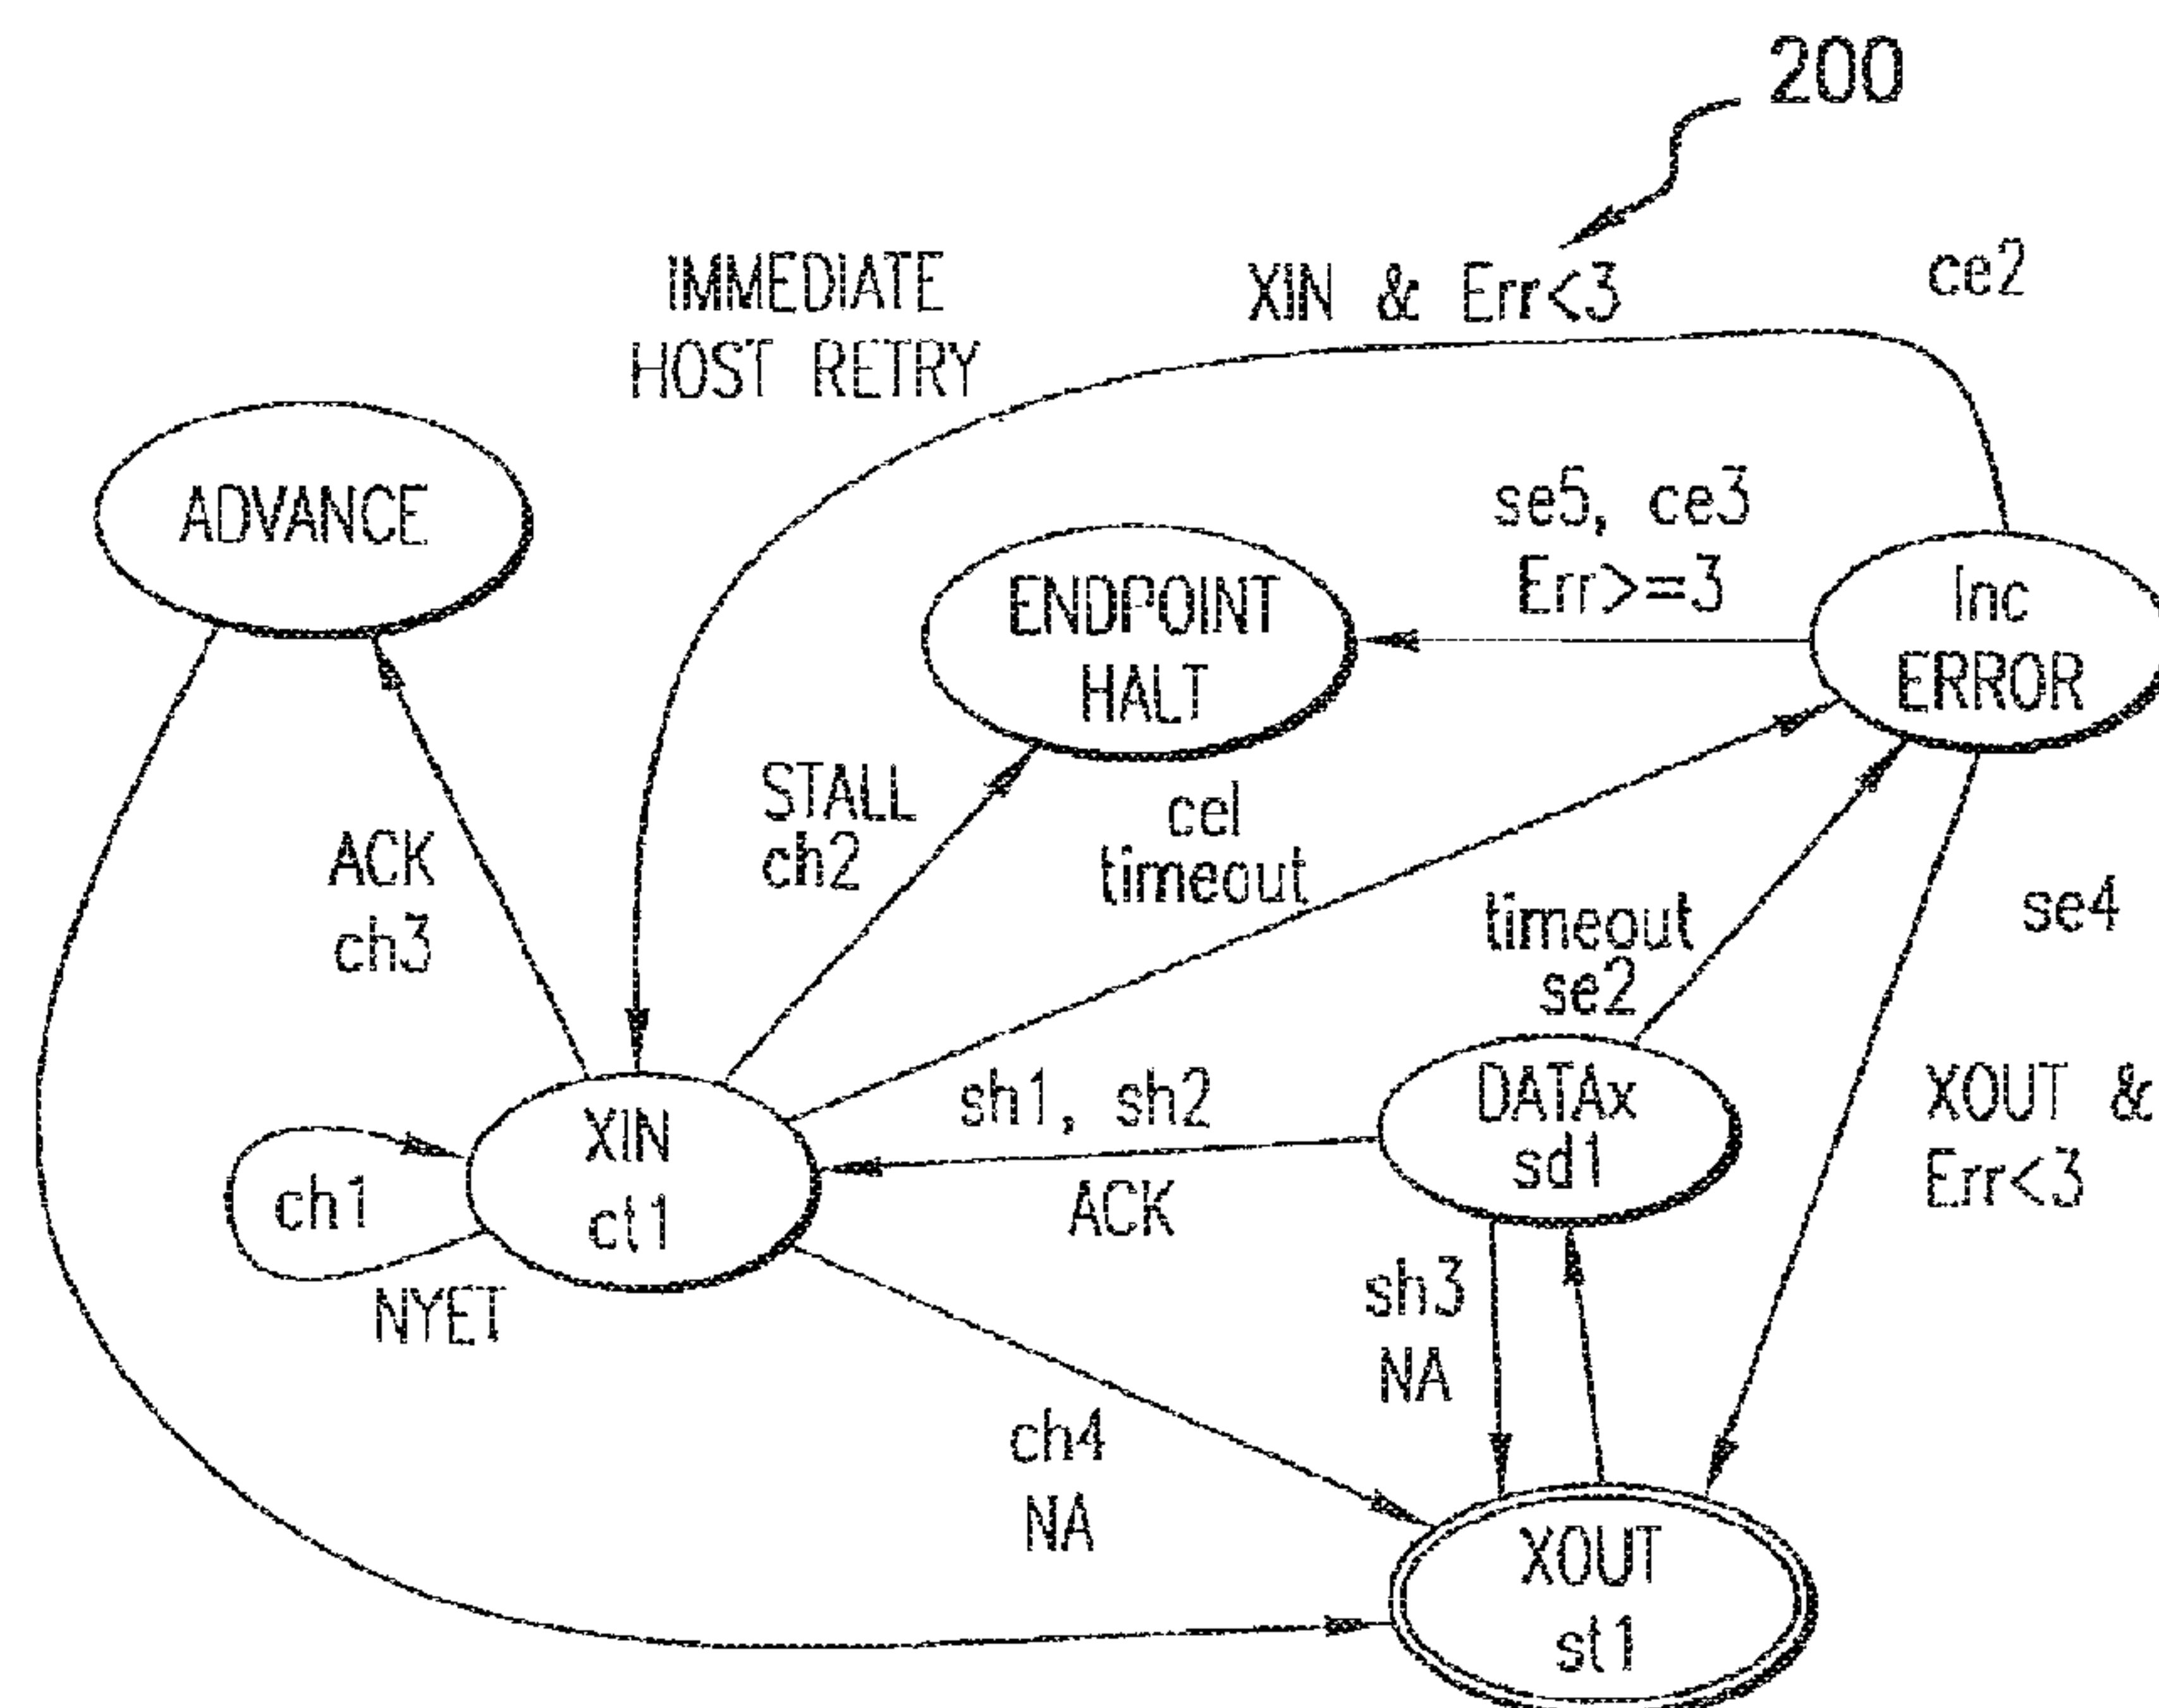 200
IMMEDIATE
HOST RETRY
XIN & Err<3
ce2
ADVANCE
se5, ce3
Err>=3
ENDPOINT
HALT
Inc
ERROR
STALL
ch2
cel
timeout
ACK
ch3
timeout
se2
se4
XIN
ct1
sh1, sh2
ACK
DATAx
sd1
XOUT &
Err<3
ch1
NYET
sh3
NA
ch4
NA
XOUT
st1